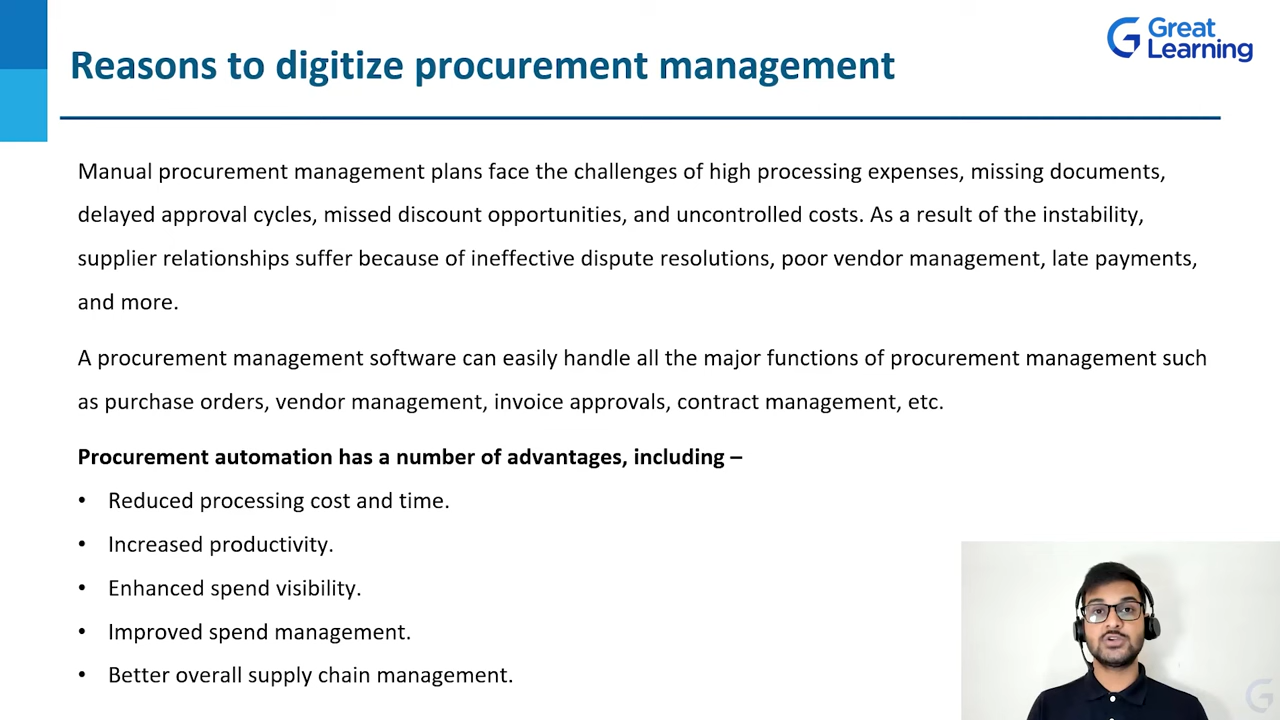 Great
Learning
Reasons to digitize procurement management
Manual procurement management plans face the challenges of high processing expenses, missing documents,
delayed approval cycles, missed discount opportunities, and uncontrolled costs. As a result of the instability,
supplier relationships suffer because of ineffective dispute resolutions, poor vendor management, late payments,
and more.
A procurement management software can easily handle all the major functions of procurement management such
as purchase orders, vendor management, invoice approvals, contract management, etc.
Procurement automation has a number of advantages, including –
• Reduced processing cost and time.
• Increased productivity.
• Enhanced spend visibility.
• Improved spend management.
• Better overall supply chain management.